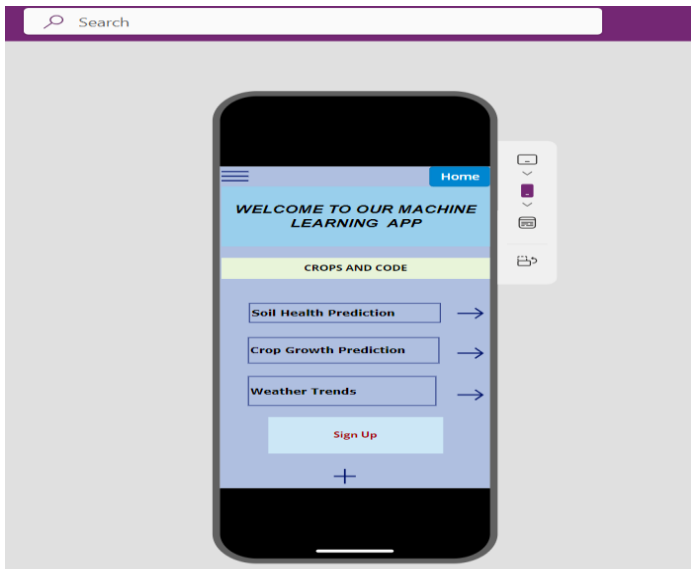 Search
Home
WELCOME TO OUR MACHINE
LEARNING APP
CROPS AND CODE
Soil Health Prediction
Crop Growth Prediction
Weather Trends
Sign Up